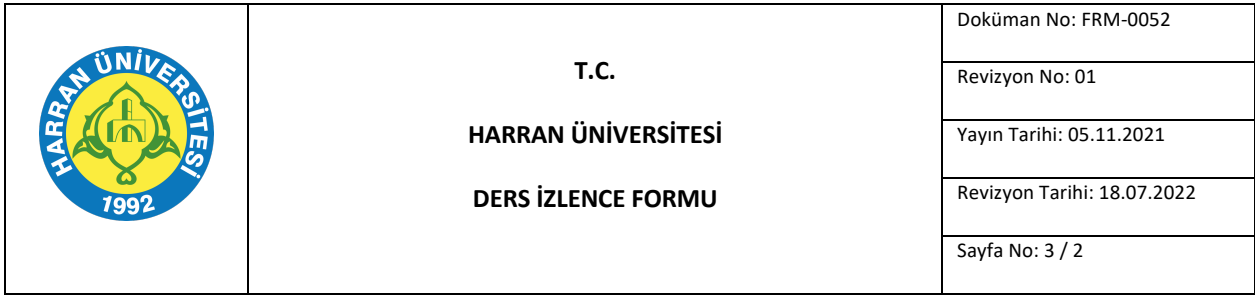 HARRAN ÜNİVERSİTESİ
1992
T.C.
HARRAN ÜNİVERSİTESİ
DERS İZLENCE FORMU
Doküman No: FRM-0052
Revizyon No: 01
Yayın Tarihi: 05.11.2021
Revizyon Tarihi: 18.07.2022
Sayfa No: 3 / 2